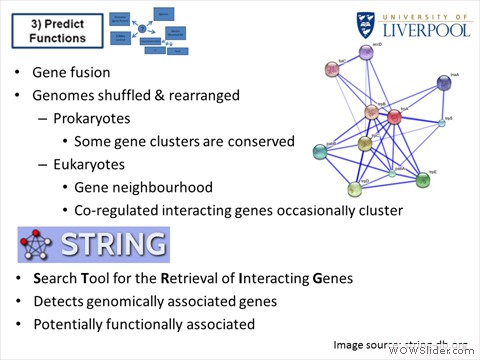 3) Predict
Functions
UNIVERSITY OF
LIVERPOOL
• Gene fusion
• Genomes shuffled & rearranged
– Prokaryotes
• Some gene clusters are conserved
– Eukaryotes
• Gene neighbourhood
• Co-regulated interacting genes occasionally cluster
STRING
• Search Tool for the Retrieval of Interacting Genes
• Detects genomically associated genes
• Potentially functionally associated
Image source: string-db.org
WOWSlider.com